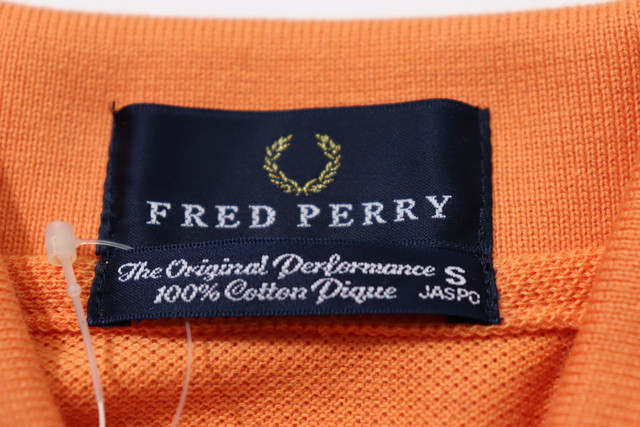 FRED PERRY
The Original Performance
100% Cotton Pique
S
JASPO